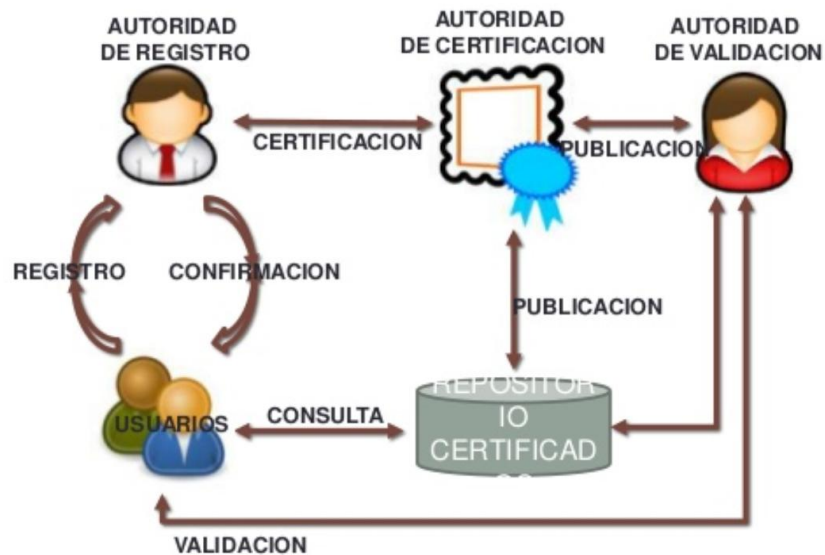 AUTORIDAD
DE REGISTRO
AUTORIDAD
DE CERTIFICACION
AUTORIDAD
DE VALIDACION
CERTIFICACION
PUBLICACION
REGISTRO
CONFIRMACION
PUBLICACION
USUARIOS
CONSULTA
REPOSITOR
IO
CERTIFICAD
VALIDACION